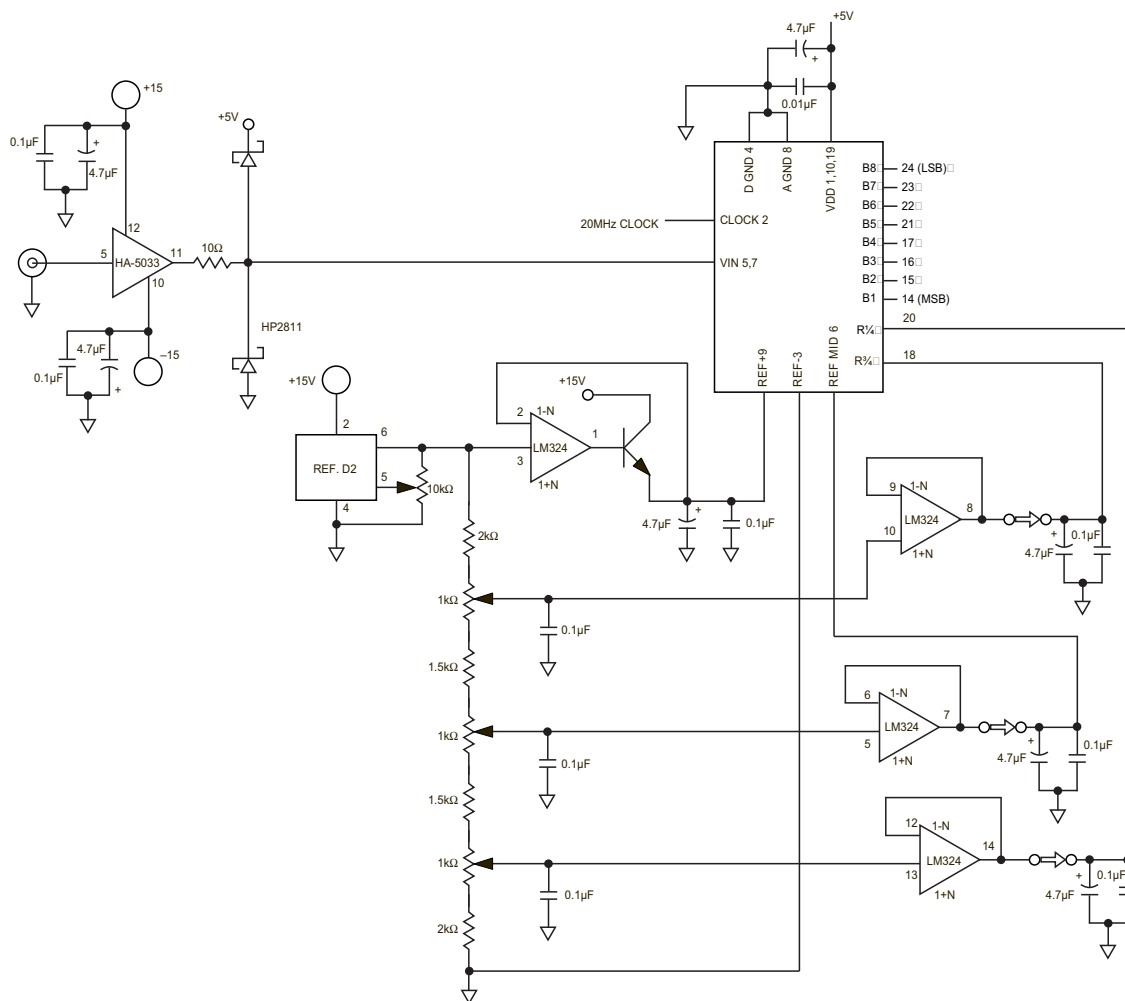 +5V
4.7µF
+
0.01µF
+15
0.1µF
+
4.7µF
+5V
D GND 4
A GND 8
VDD 1,10,19
B8 24 (LSB)
B7 23
B6 22
B5 21
B4 17
B3 16
B2 15
B1 14 (MSB)
20MHz CLOCK
CLOCK 2
12
5
HA-5033
11
10Ω
10
VIN 5,7
HP2811
4.7µF
0.1µF
+
–15
R¼ 20
R¾ 18
REF+9
REF-3
REF MID 6
+15V
2
6
REF. D2
5
4
10kΩ
+15V
2
1-N
LM324
1
3
1+N
4.7µF
+
0.1µF
9
1-N
LM324
8
10
1+N
+
4.7µF
0.1µF
2kΩ
1kΩ
0.1µF
1.5kΩ
6
1-N
LM324
7
5
1+N
+
4.7µF
0.1µF
1kΩ
0.1µF
1.5kΩ
12
1-N
LM324
14
13
1+N
+
4.7µF
0.1µF
1kΩ
0.1µF
2kΩ